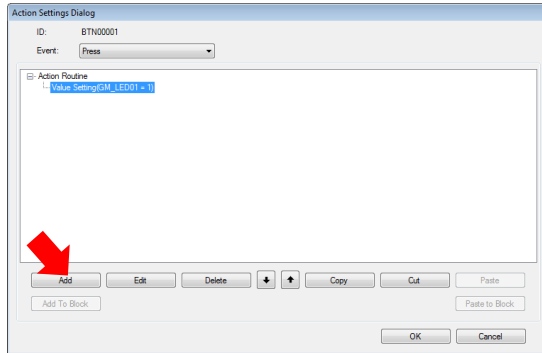 Action Settings Dialog
ID: BTN00001
Event: Press
Action Routine
Value Setting(GM_LED01 = 1)
Add Edit Delete Copy Cut Paste
Add To Block Paste to Block
OK Cancel